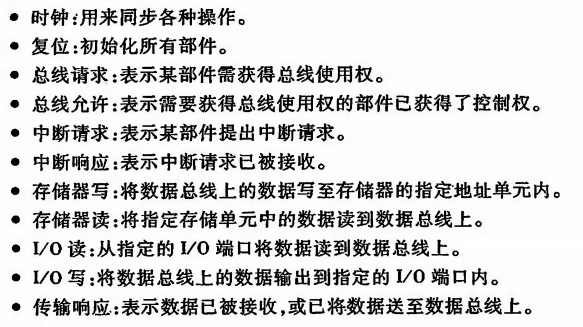 ● 时钟:用来同步各种操作。
● 复位:初始化所有部件。
● 总线请求:表示某部件需获得总线使用权。
● 总线允许:表示需要获得总线使用权的部件已获得了控制权。
● 中断请求:表示某部件提出中断请求。
● 中断响应:表示中断请求已被接收。
● 存储器写:将数据总线上的数据写至存储器的指定地址单元内。
● 存储器读:将指定存储单元中的数据读到数据总线上。
● I/O 读:从指定的 I/O 端口将数据读到数据总线上。
● I/O 写:将数据总线上的数据输出到指定的 I/O 端口内。
● 传输响应:表示数据已被接收,或已将数据送至数据总线上。